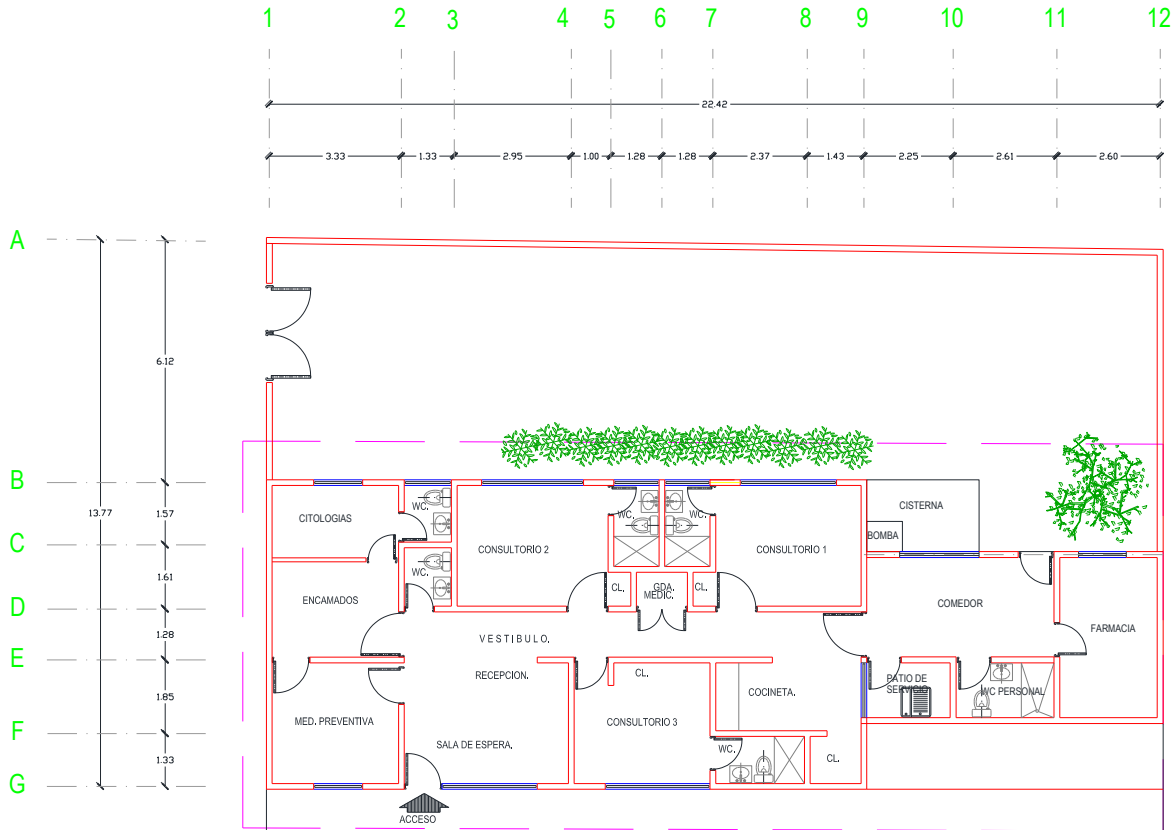 1 2 3 4 5 6 7 8 9 10 11 12
22.42
3.33 1.33 2.95 1.00 1.28 1.28 2.37 1.43 2.25 2.61 2.60
A
6.12
B
13.77
1.57
C
1.61
D
1.28
E
1.85
F
1.33
G
CITOLOGIAS
WC.
WC.
ENCAMADOS
MED. PREVENTIVA
CONSULTORIO 2
WC.
WC.
CONSULTORIO 1
CL.
GDA.
MEDIC.
CL.
VESTIBULO.
RECEPCION.
SALA DE ESPERA.
CL.
CONSULTORIO 3
COCINETA.
WC.
CL.
CISTERNA
BOMBA
COMEDOR
FARMACIA
PATIO DE
SERVICIO
WC PERSONAL
ACCESO